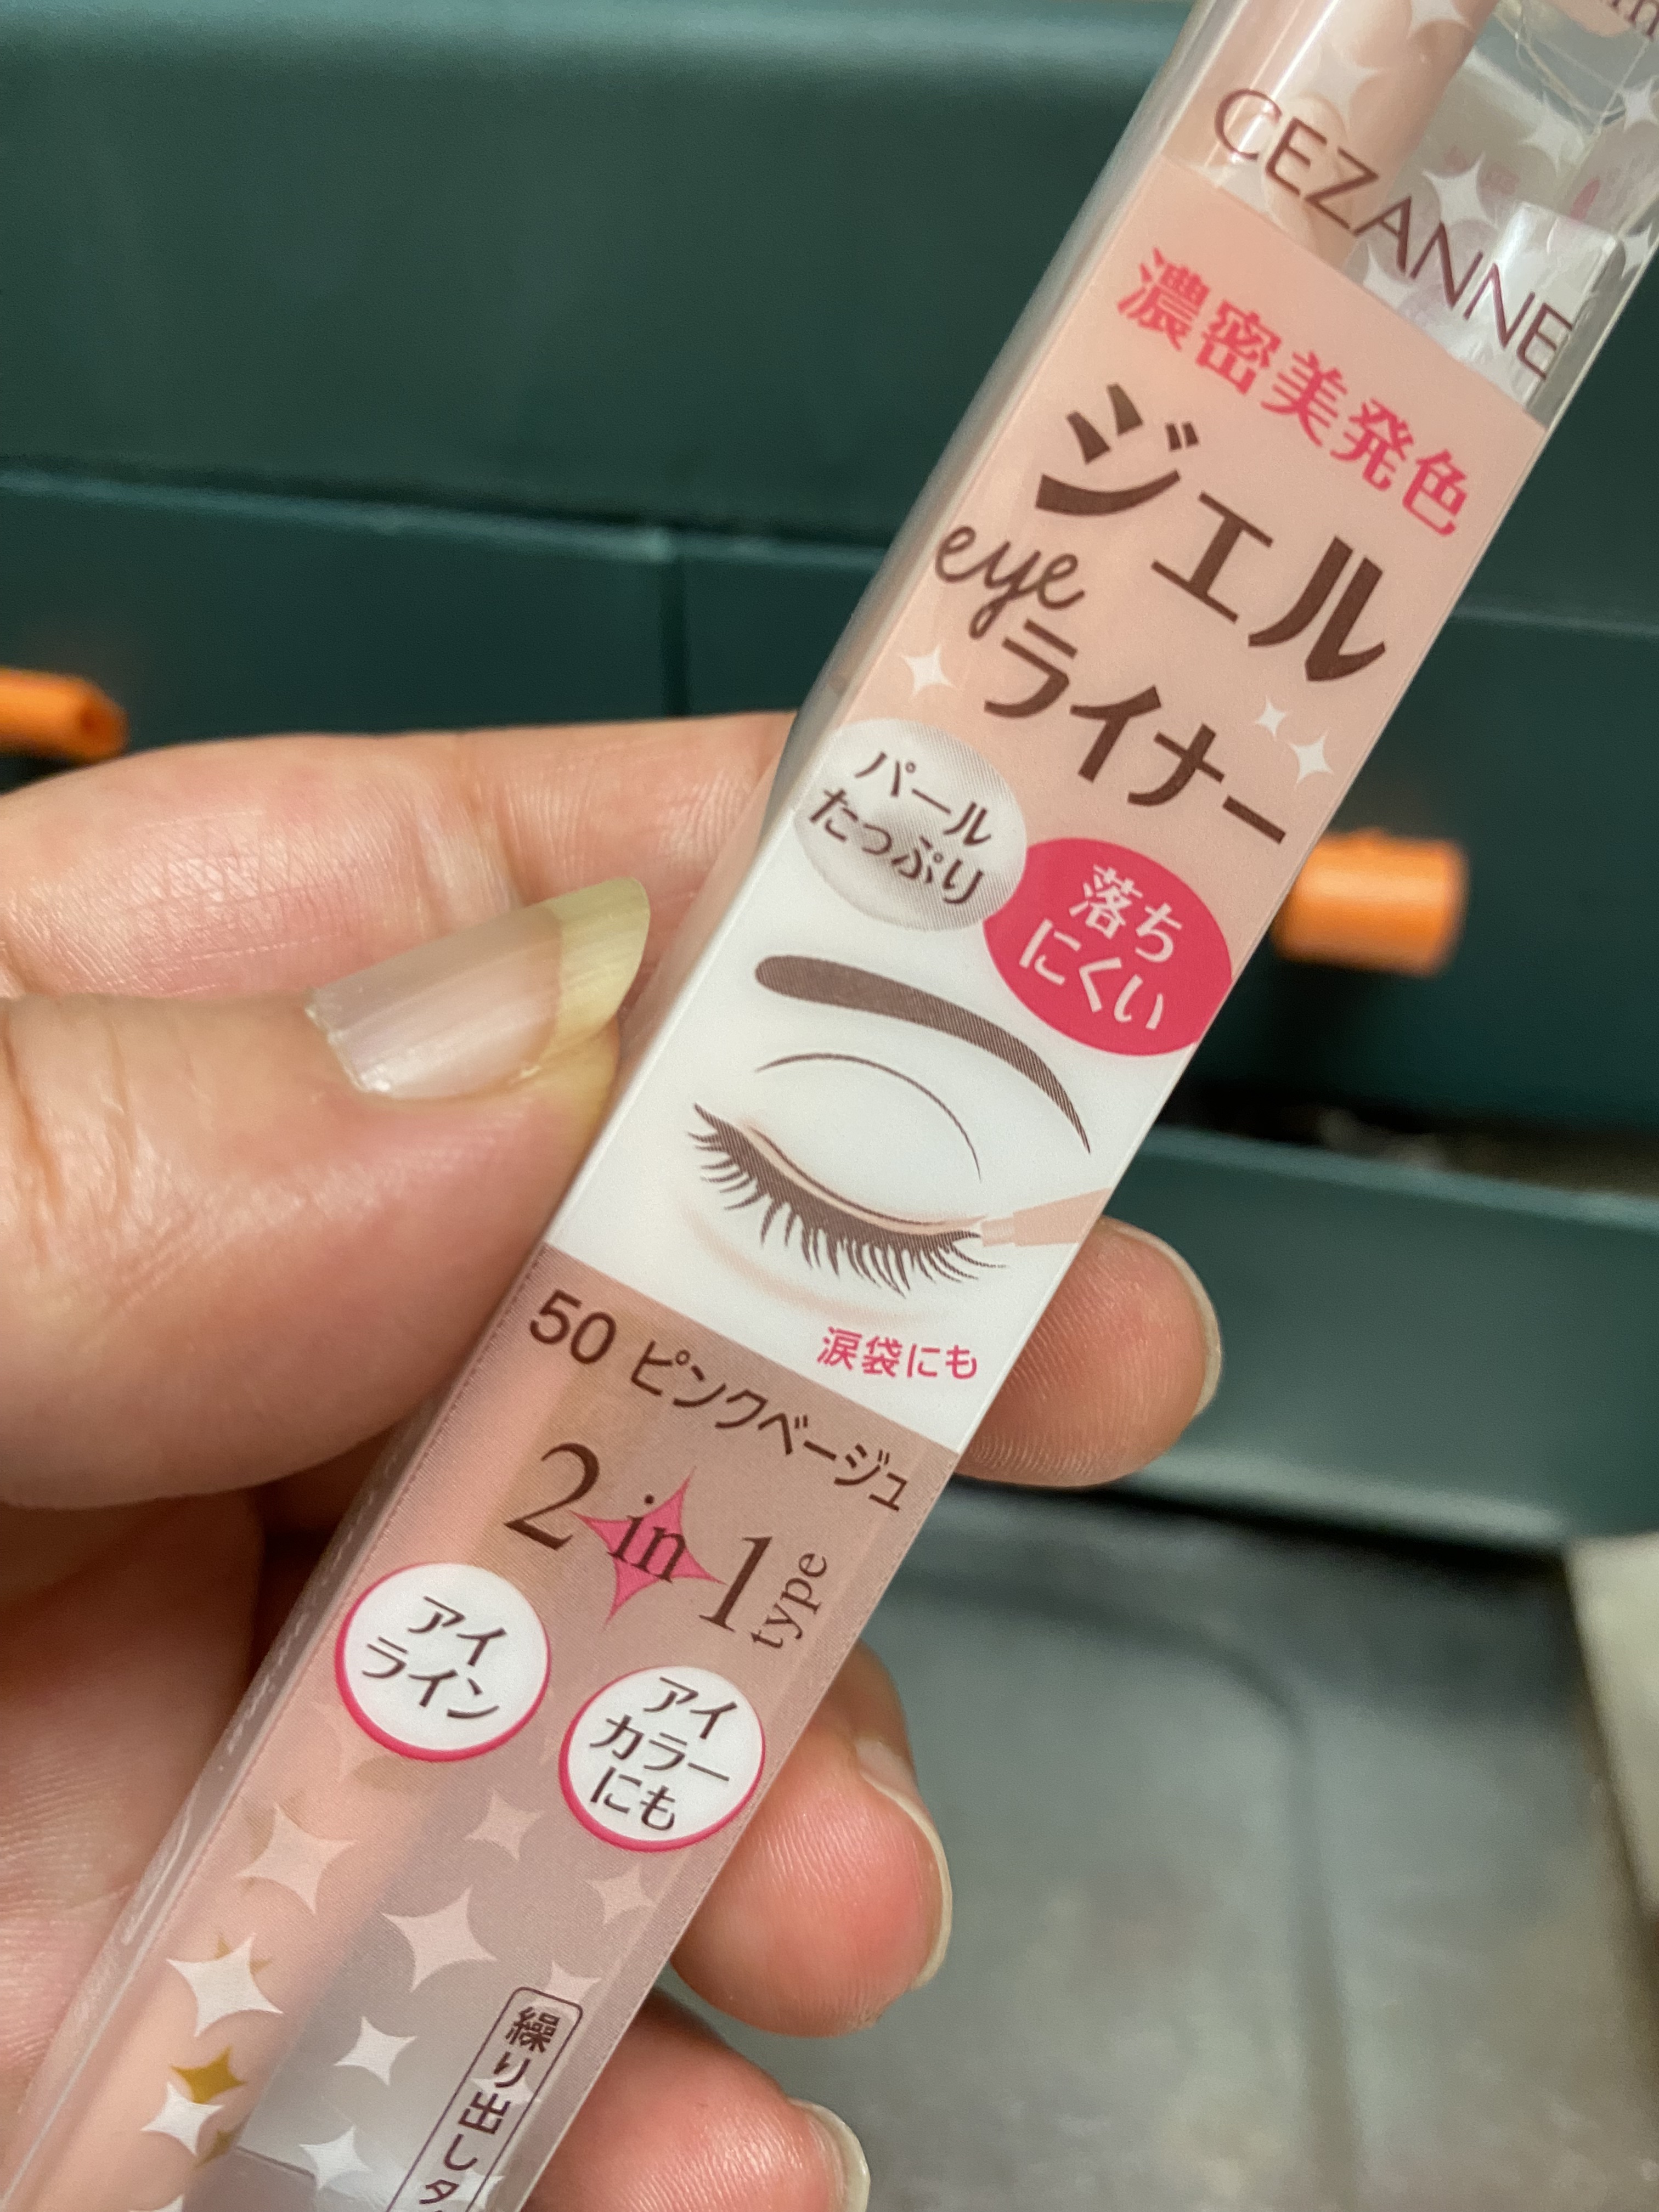 CEZANNE
濃密美発色
ジェル
eye
ライナー
パール
たっぷり
落ち
にくい
涙袋にも
50 ピンクベージュ
2 in 1 type
アイ
ライン
アイ
カラー
にも
繰り出しタ